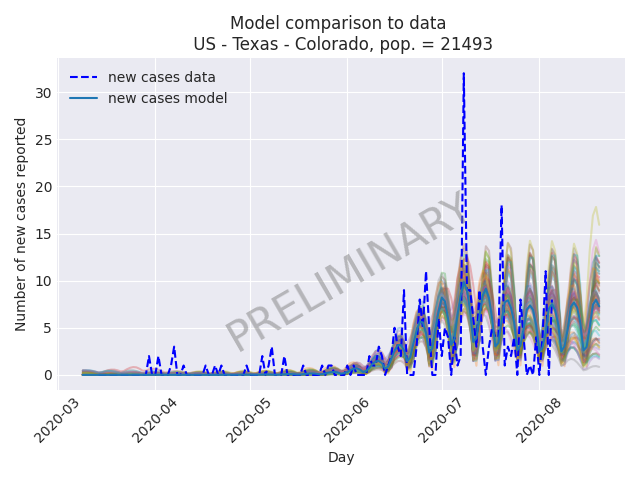 Model comparison to data
US - Texas - Colorado, pop. = 21493
new cases data
new cases model
PRELIMINARY
Number of new cases reported
30
25
20
15
10
5
0
2020-03
2020-04
2020-05
2020-06
2020-07
2020-08
Day